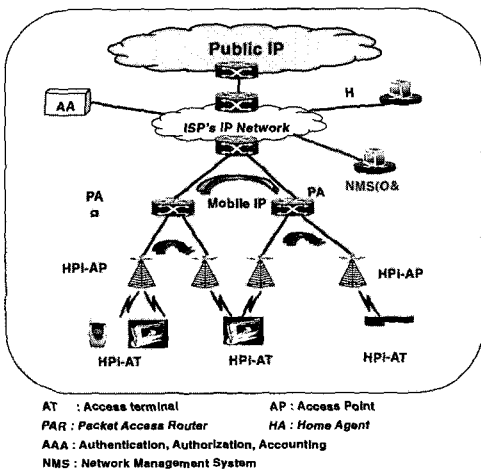 Public IP
AA
H
ISP's IP Network
NMS(O&
PA
Mobile IP
PA
HPi-AP
HPi-AP
HPi-AT
HPi-AT
HPi-AT
AT : Access terminal AP : Access Point
PAR : Packet Access Router HA : Home Agent
AAA : Authentication, Authorization, Accounting
NMS : Network Management System